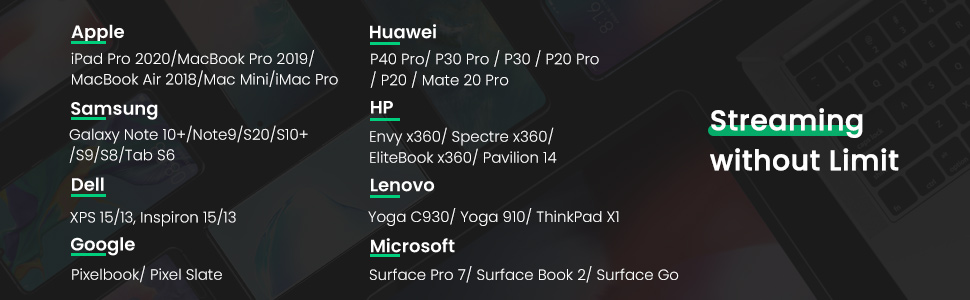 Apple
iPad Pro 2020/MacBook Pro 2019/
MacBook Air 2018/Mac Mini/iMac Pro
Samsung
Galaxy Note 10+/Note9/S20/S10+
/S9/S8/Tab S6
Dell
XPS 15/13, Inspiron 15/13
Google
Pixelbook/ Pixel Slate
Huawei
P40 Pro/ P30 Pro / P30 / P20 Pro
/ P20 / Mate 20 Pro
HP
Envy x360/ Spectre x360/
EliteBook x360/ Pavilion 14
Lenovo
Yoga C930/ Yoga 910/ ThinkPad X1
Microsoft
Surface Pro 7/ Surface Book 2/ Surface Go
Streaming
without Limit